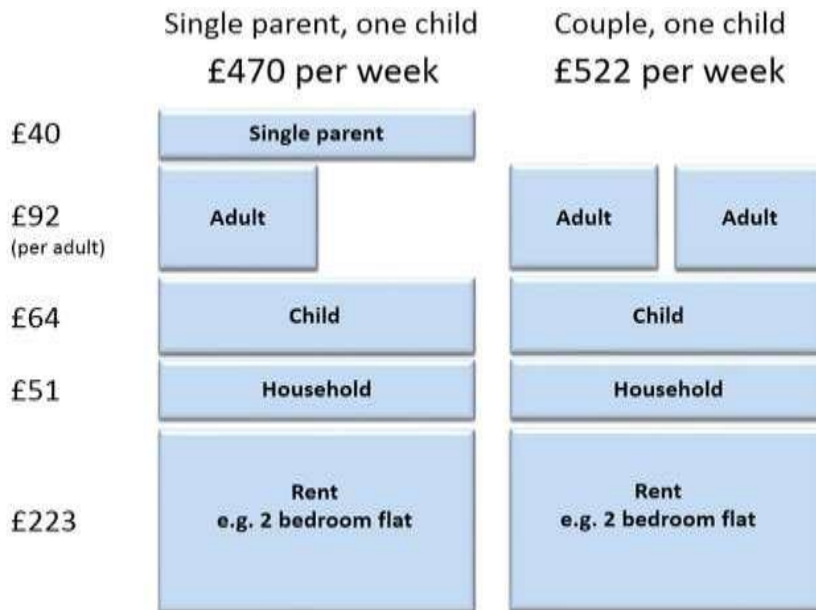 Single parent, one child
£470 per week
Couple, one child
£522 per week
£40
Single parent
£92
(per adult)
Adult
Adult
Adult
£64
Child
Child
£51
Household
Household
£223
Rent
e.g. 2 bedroom flat
Rent
e.g. 2 bedroom flat